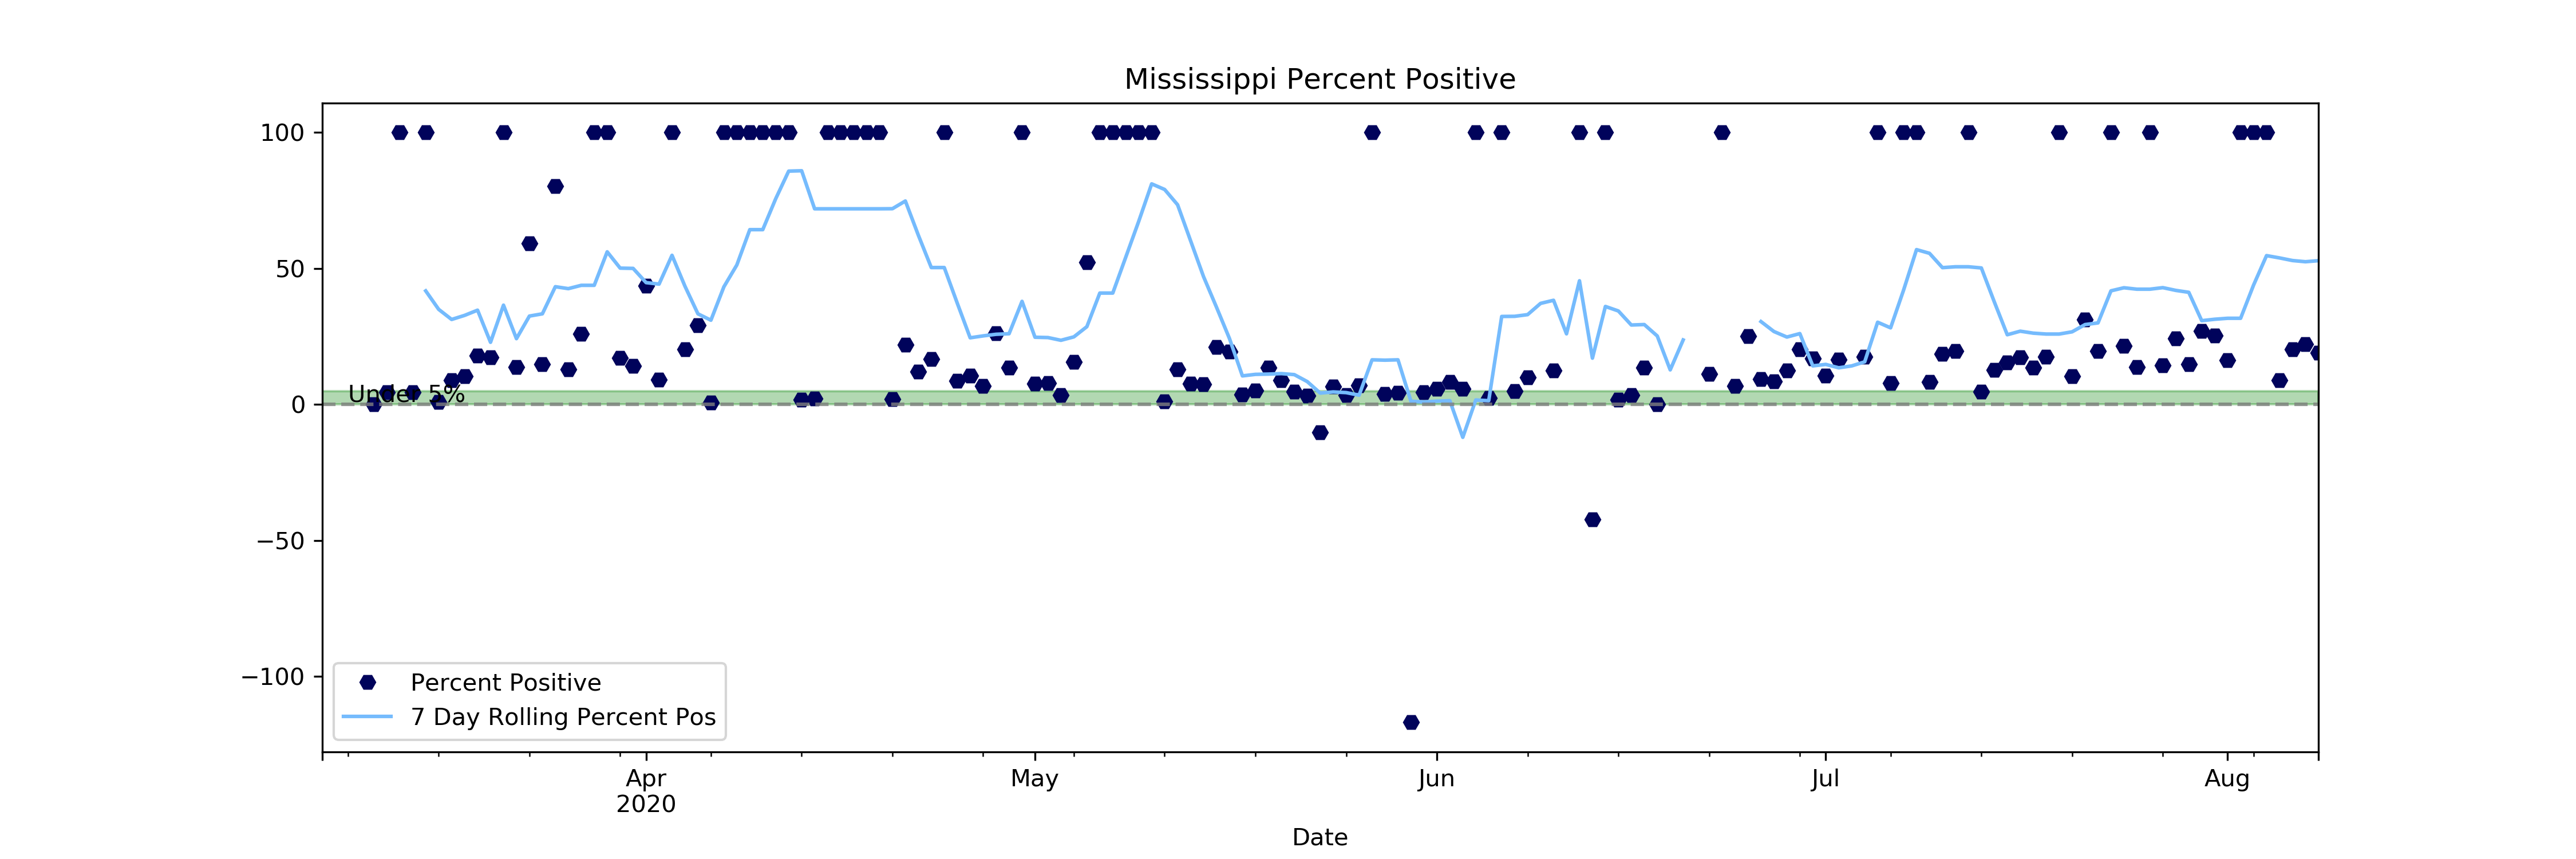 Mississippi Percent Positive
100
50
0
−50
−100
Under 5%
Percent Positive
7 Day Rolling Percent Pos
Apr
2020
May
Jun
Jul
Aug
Date